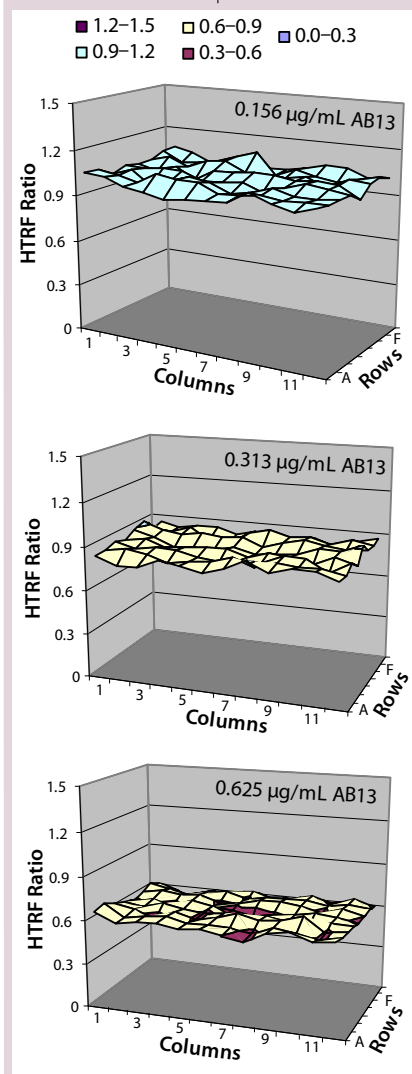 1.2–1.5 0.6–0.9 0.0–0.3
0.9–1.2 0.3–0.6
0.156 µg/mL AB13
HTRF Ratio
1.5
1.2
0.9
0.6
0.3
0
1 3 5 7 9 11
Columns
A F
Rows
0.313 µg/mL AB13
HTRF Ratio
1.5
1.2
0.9
0.6
0.3
0
1 3 5 7 9 11
Columns
A F
Rows
0.625 µg/mL AB13
HTRF Ratio
1.5
1.2
0.9
0.6
0.3
0
1 3 5 7 9 11
Columns
A F
Rows